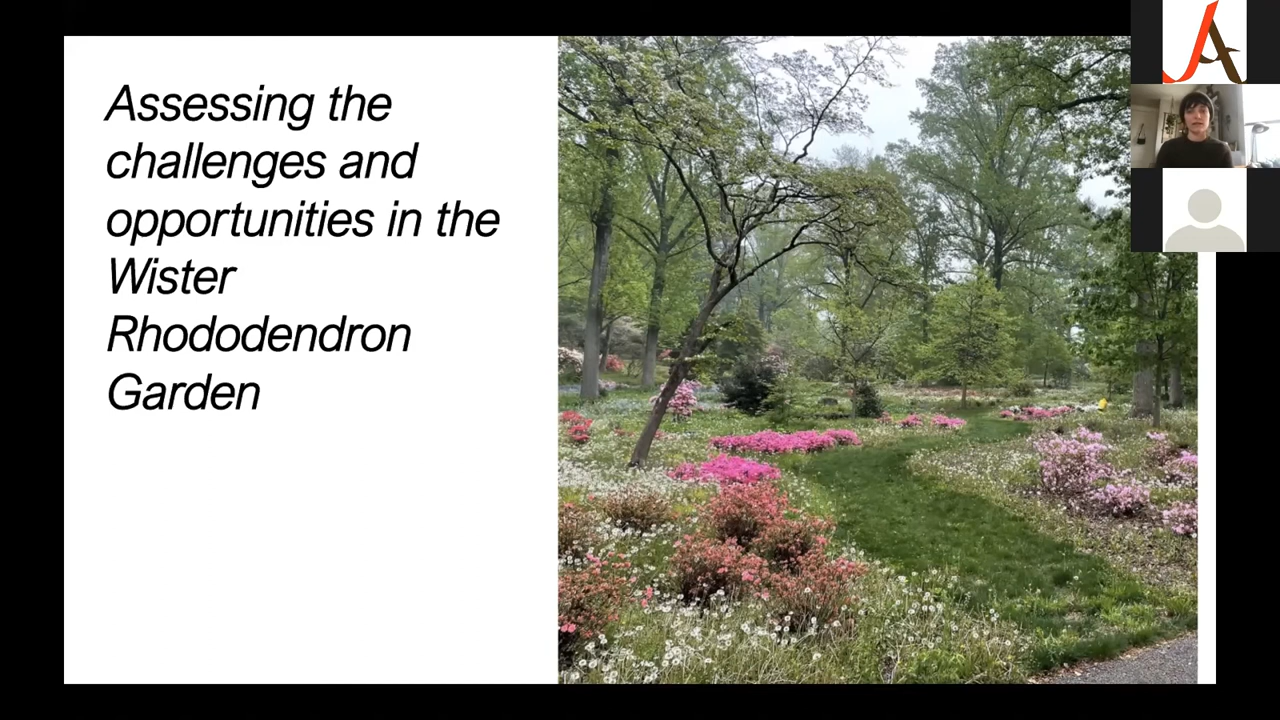 Assessing the
challenges and
opportunities in the
Wister
Rhododendron
Garden